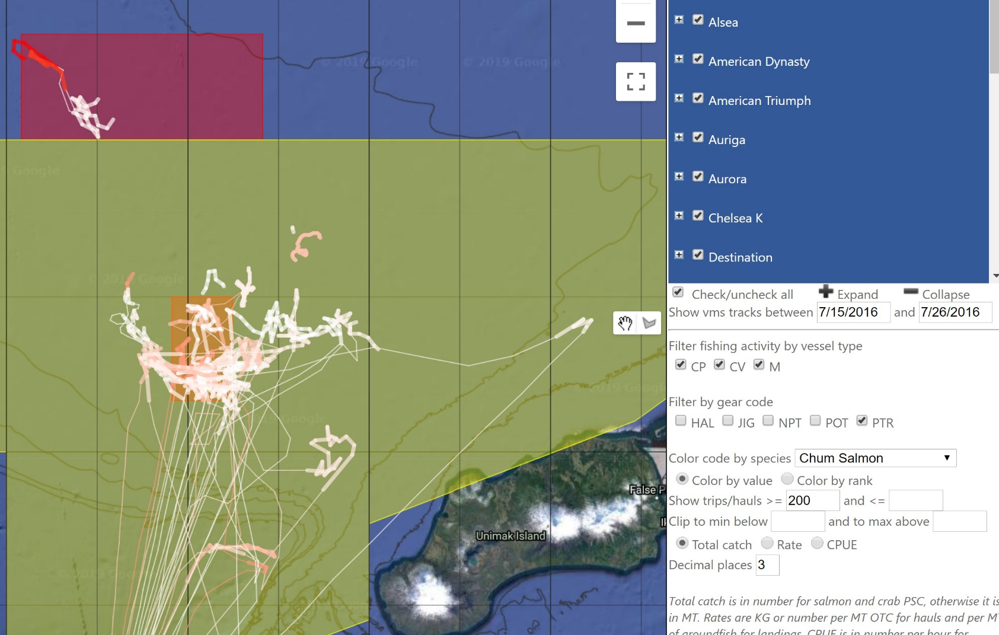 © 2019 Google
© 2019 Google
9 Google
© 2019 Google
2019 Google
Google
False P
Unimak Island
Alsea
American Dynasty
American Triumph
Auriga
Aurora
Chelsea K
Destination
Check/uncheck all Expand Collapse
Show vms tracks between 7/15/2016 and 7/26/2016
Filter fishing activity by vessel type
CP CV M
Filter by gear code
HAL JIG NPT POT PTR
Color code by species Chum Salmon
Color by value Color by rank
Show trips/hauls >= 200 and <=
Clip to min below and to max above
Total catch Rate CPUE
Decimal places 3
Total catch is in number for salmon and crab PSC, otherwise it is
in MT. Rates are KG or number per MT OTC for hauls and per MT
of groundfish for landings. CPUE is in number per hour for